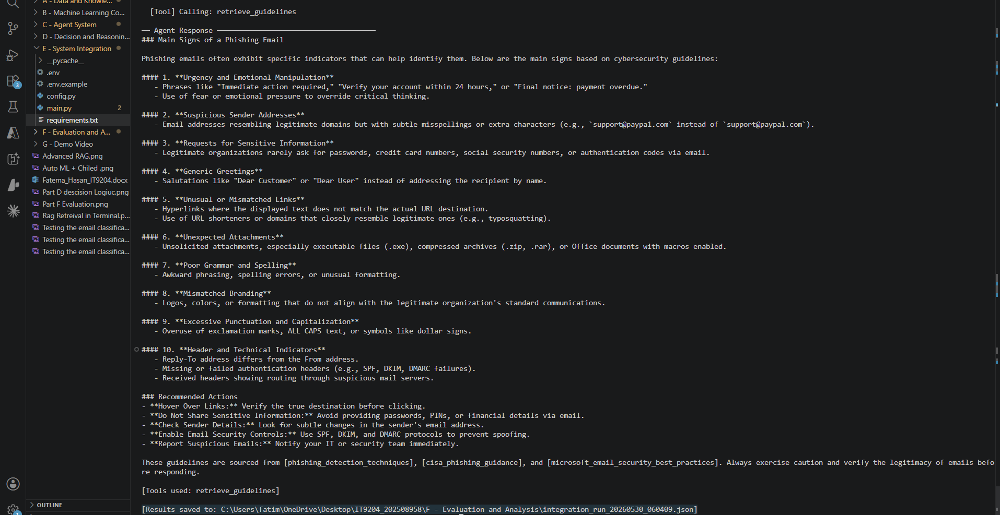 A - Data and Knowle...
B - Machine Learning Co...
C - Agent System
D - Decision and Reasonin...
E - System Integration
__pycache__
.env
.env.example
config.py
main.py 2
requirements.txt
F - Evaluation and A...
G - Demo Video
Advanced RAG.png
Auto ML + Chiled .png
Fatema_Hasan_IT9204.docx
Part D descision Logiuc.png
Part F Evaluation.png
Rag Retreival in Terminal.p...
Testing the email classifica...
Testing the email classifica...
Testing the email classifica...
OUTLINE
3
1
[Tool] Calling: retrieve_guidelines
── Agent Response ──────────────────────────────────────
### Main Signs of a Phishing Email
Phishing emails often exhibit specific indicators that can help identify them. Below are the main signs based on cybersecurity guidelines:
#### 1. **Urgency and Emotional Manipulation**
- Phrases like "Immediate action required," "Verify your account within 24 hours," or "Final notice: payment overdue."
- Use of fear or emotional pressure to override critical thinking.
#### 2. **Suspicious Sender Addresses**
- Email addresses resembling legitimate domains but with subtle misspellings or extra characters (e.g., `support@paypa1.com` instead of `support@paypal.com`).
#### 3. **Requests for Sensitive Information**
- Legitimate organizations rarely ask for passwords, credit card numbers, social security numbers, or authentication codes via email.
#### 4. **Generic Greetings**
- Salutations like "Dear Customer" or "Dear User" instead of addressing the recipient by name.
#### 5. **Unusual or Mismatched Links**
- Hyperlinks where the displayed text does not match the actual URL destination.
- Use of URL shorteners or domains that closely resemble legitimate ones (e.g., typosquatting).
#### 6. **Unexpected Attachments**
- Unsolicited attachments, especially executable files (.exe), compressed archives (.zip, .rar), or Office documents with macros enabled.
#### 7. **Poor Grammar and Spelling**
- Awkward phrasing, spelling errors, or unusual formatting.
#### 8. **Mismatched Branding**
- Logos, colors, or formatting that do not align with the legitimate organization's standard communications.
#### 9. **Excessive Punctuation and Capitalization**
- Overuse of exclamation marks, ALL CAPS text, or symbols like dollar signs.
#### 10. **Header and Technical Indicators**
- Reply-To address differs from the From address.
- Missing or failed authentication headers (e.g., SPF, DKIM, DMARC failures).
- Received headers showing routing through suspicious mail servers.
### Recommended Actions
- **Hover Over Links:** Verify the true destination before clicking.
- **Do Not Share Sensitive Information:** Avoid providing passwords, PINs, or financial details via email.
- **Check Sender Details:** Look for subtle changes in the sender's email address.
- **Enable Email Security Controls:** Use SPF, DKIM, and DMARC protocols to prevent spoofing.
- **Report Suspicious Emails:** Notify your IT or security team immediately.
These guidelines are sourced from [phishing_detection_techniques], [cisa_phishing_guidance], and [microsoft_email_security_best_practices]. Always exercise caution and verify the legitimacy of emails befo
re responding.
[Tools used: retrieve_guidelines]
[Results saved to: C:\Users\fatim\OneDrive\Desktop\IT9204_202508958\F - Evaluation and Analysis\integration_run_20260530_060409.json]